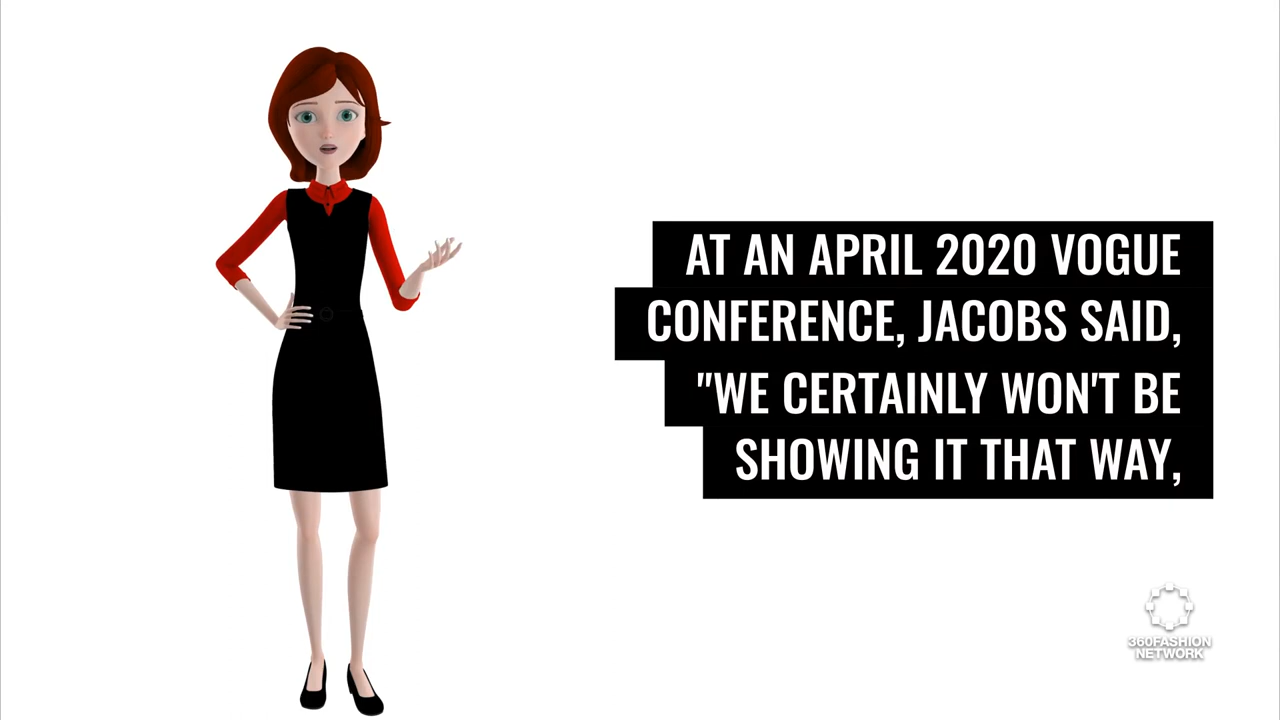 AT AN APRIL 2020 VOGUE
CONFERENCE, JACOBS SAID,
"WE CERTAINLY WON'T BE
SHOWING IT THAT WAY,
360FASHION
NETWORK